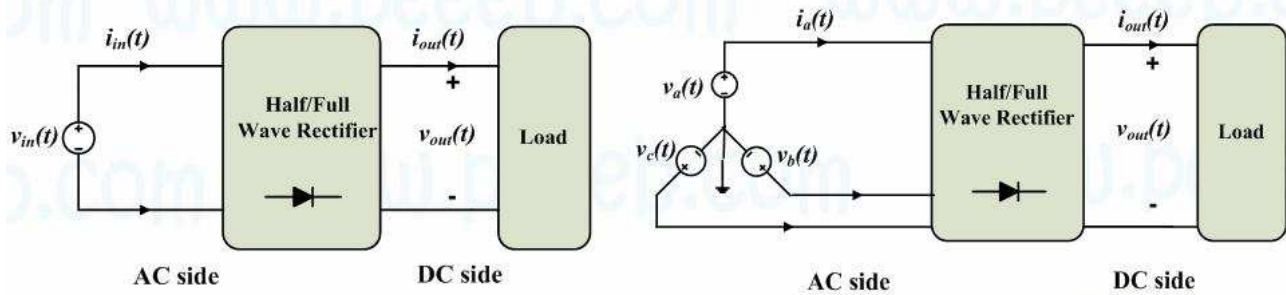 i_in(t)
i_out(t)
+
+
v_in(t)
-
Half/Full
Wave Rectifier
v_out(t)
Load
-
AC side
DC side
i_a(t)
i_out(t)
+
+
v_a(t)
-
Half/Full
Wave Rectifier
v_out(t)
Load
v_c(t)
-
+
-
+
v_b(t)
-
AC side
DC side